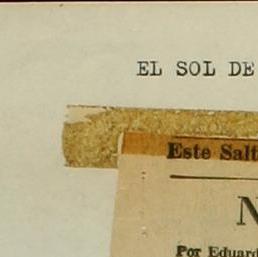 EL SOL DE
Este Salt
N
Por Eduard